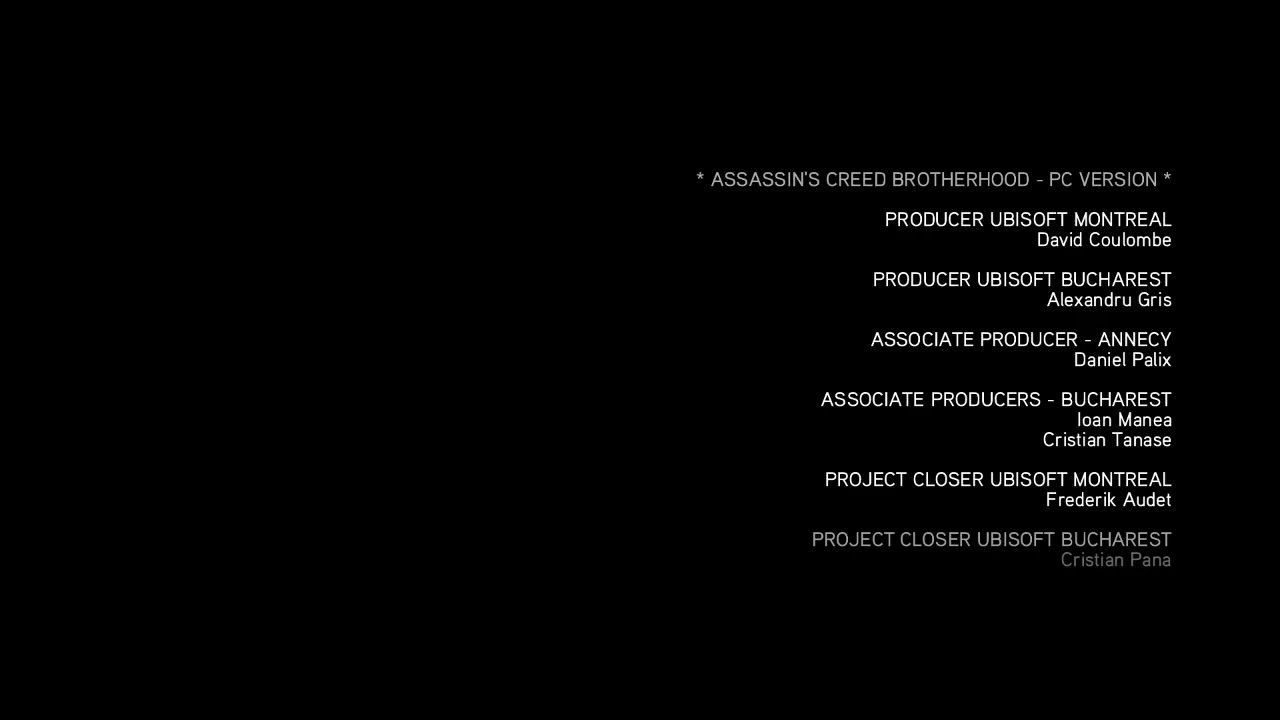 * ASSASSIN'S CREED BROTHERHOOD - PC VERSION *
PRODUCER UBISOFT MONTREAL
David Coulombe
PRODUCER UBISOFT BUCHAREST
Alexandru Gris
ASSOCIATE PRODUCER - ANNECY
Daniel Palix
ASSOCIATE PRODUCERS - BUCHAREST
Ioan Manea
Cristian Tanase
PROJECT CLOSER UBISOFT MONTREAL
Frederik Audet
PROJECT CLOSER UBISOFT BUCHAREST
Cristian Pana